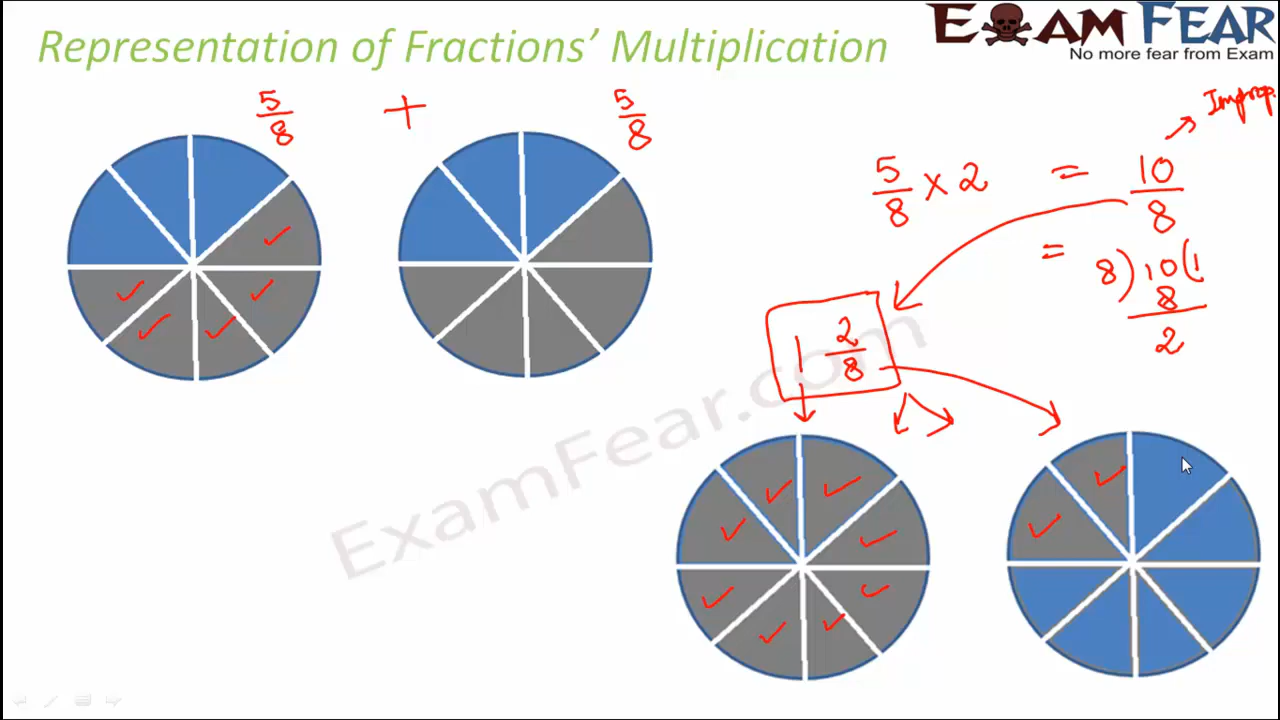 Representation of Fractions' Multiplication
EXAM FEAR
No more fear from Exam
5/8 + 5/8
Improp.
5/8 × 2 = 10/8
=
8)10(1
8
2
1 2/8
ExamFear.com